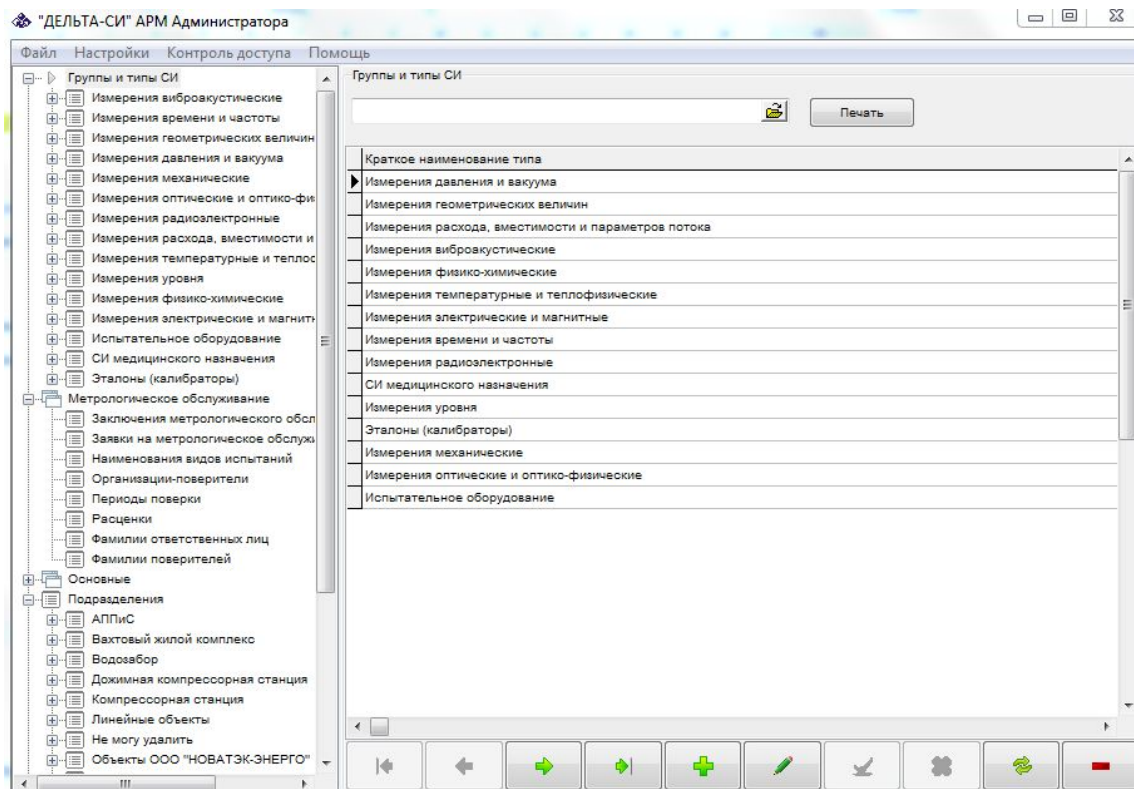 "ДЕЛЬТА-СИ" АРМ Администратора
Файл Настройки Контроль доступа Помощь
Группы и типы СИ
Измерения виброакустические
Измерения времени и частоты
Измерения геометрических величин
Измерения давления и вакуума
Измерения механические
Измерения оптические и оптико-фи
Измерения радиоэлектронные
Измерения расхода, вместимости и
Измерения температурные и теплоф
Измерения уровня
Измерения физико-химические
Измерения электрические и магнит
Испытательное оборудование
СИ медицинского назначения
Эталоны (калибраторы)
Метрологическое обслуживание
Заключения метрологического обсл
Заявки на метрологическое обслуж
Наименования видов испытаний
Организации-поверители
Периоды поверки
Расценки
Фамилии ответственных лиц
Фамилии поверителей
Основные
Подразделения
АППиС
Вахтовый жилой комплекс
Водозабор
Дожимная компрессорная станция
Компрессорная станция
Линейные объекты
Не могу удалить
Объекты ООО "НОВАТЭК-ЭНЕРГО"
Группы и типы СИ
Печать
Краткое наименование типа
Измерения давления и вакуума
Измерения геометрических величин
Измерения расхода, вместимости и параметров потока
Измерения виброакустические
Измерения физико-химические
Измерения температурные и теплофизические
Измерения электрические и магнитные
Измерения времени и частоты
Измерения радиоэлектронные
СИ медицинского назначения
Измерения уровня
Эталоны (калибраторы)
Измерения механические
Измерения оптические и оптико-физические
Испытательное оборудование